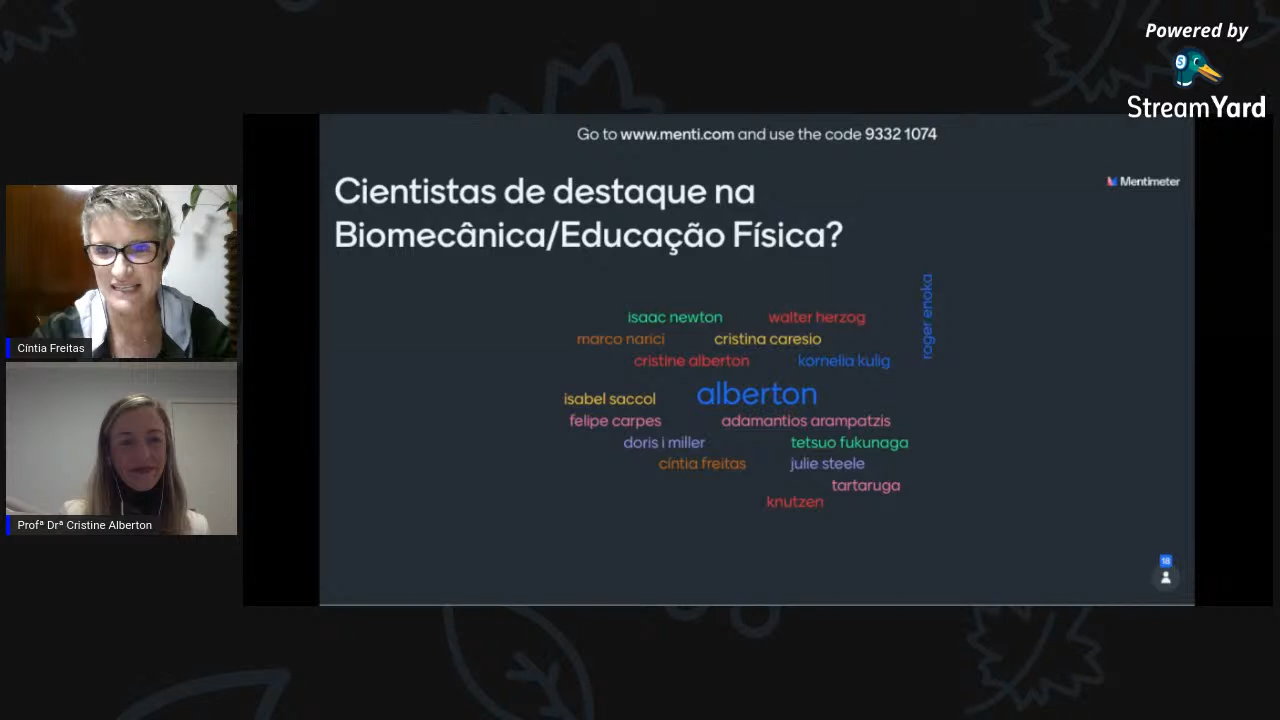 Powered by
StreamYard
Go to www.menti.com and use the code 9332 1074
Mentimeter
Cientistas de destaque na
Biomecânica/Educação Física?
roger enoka
isaac newton
walter herzog
marco narici
cristina caresio
cristine alberton
kornelia kulig
alberton
isabel saccol
felipe carpes
adamantios arampatzis
doris i miller
tetsuo fukunaga
cíntia freitas
julie steele
tartaruga
knutzen
18
Cíntia Freitas
Profª Drª Cristine Alberton